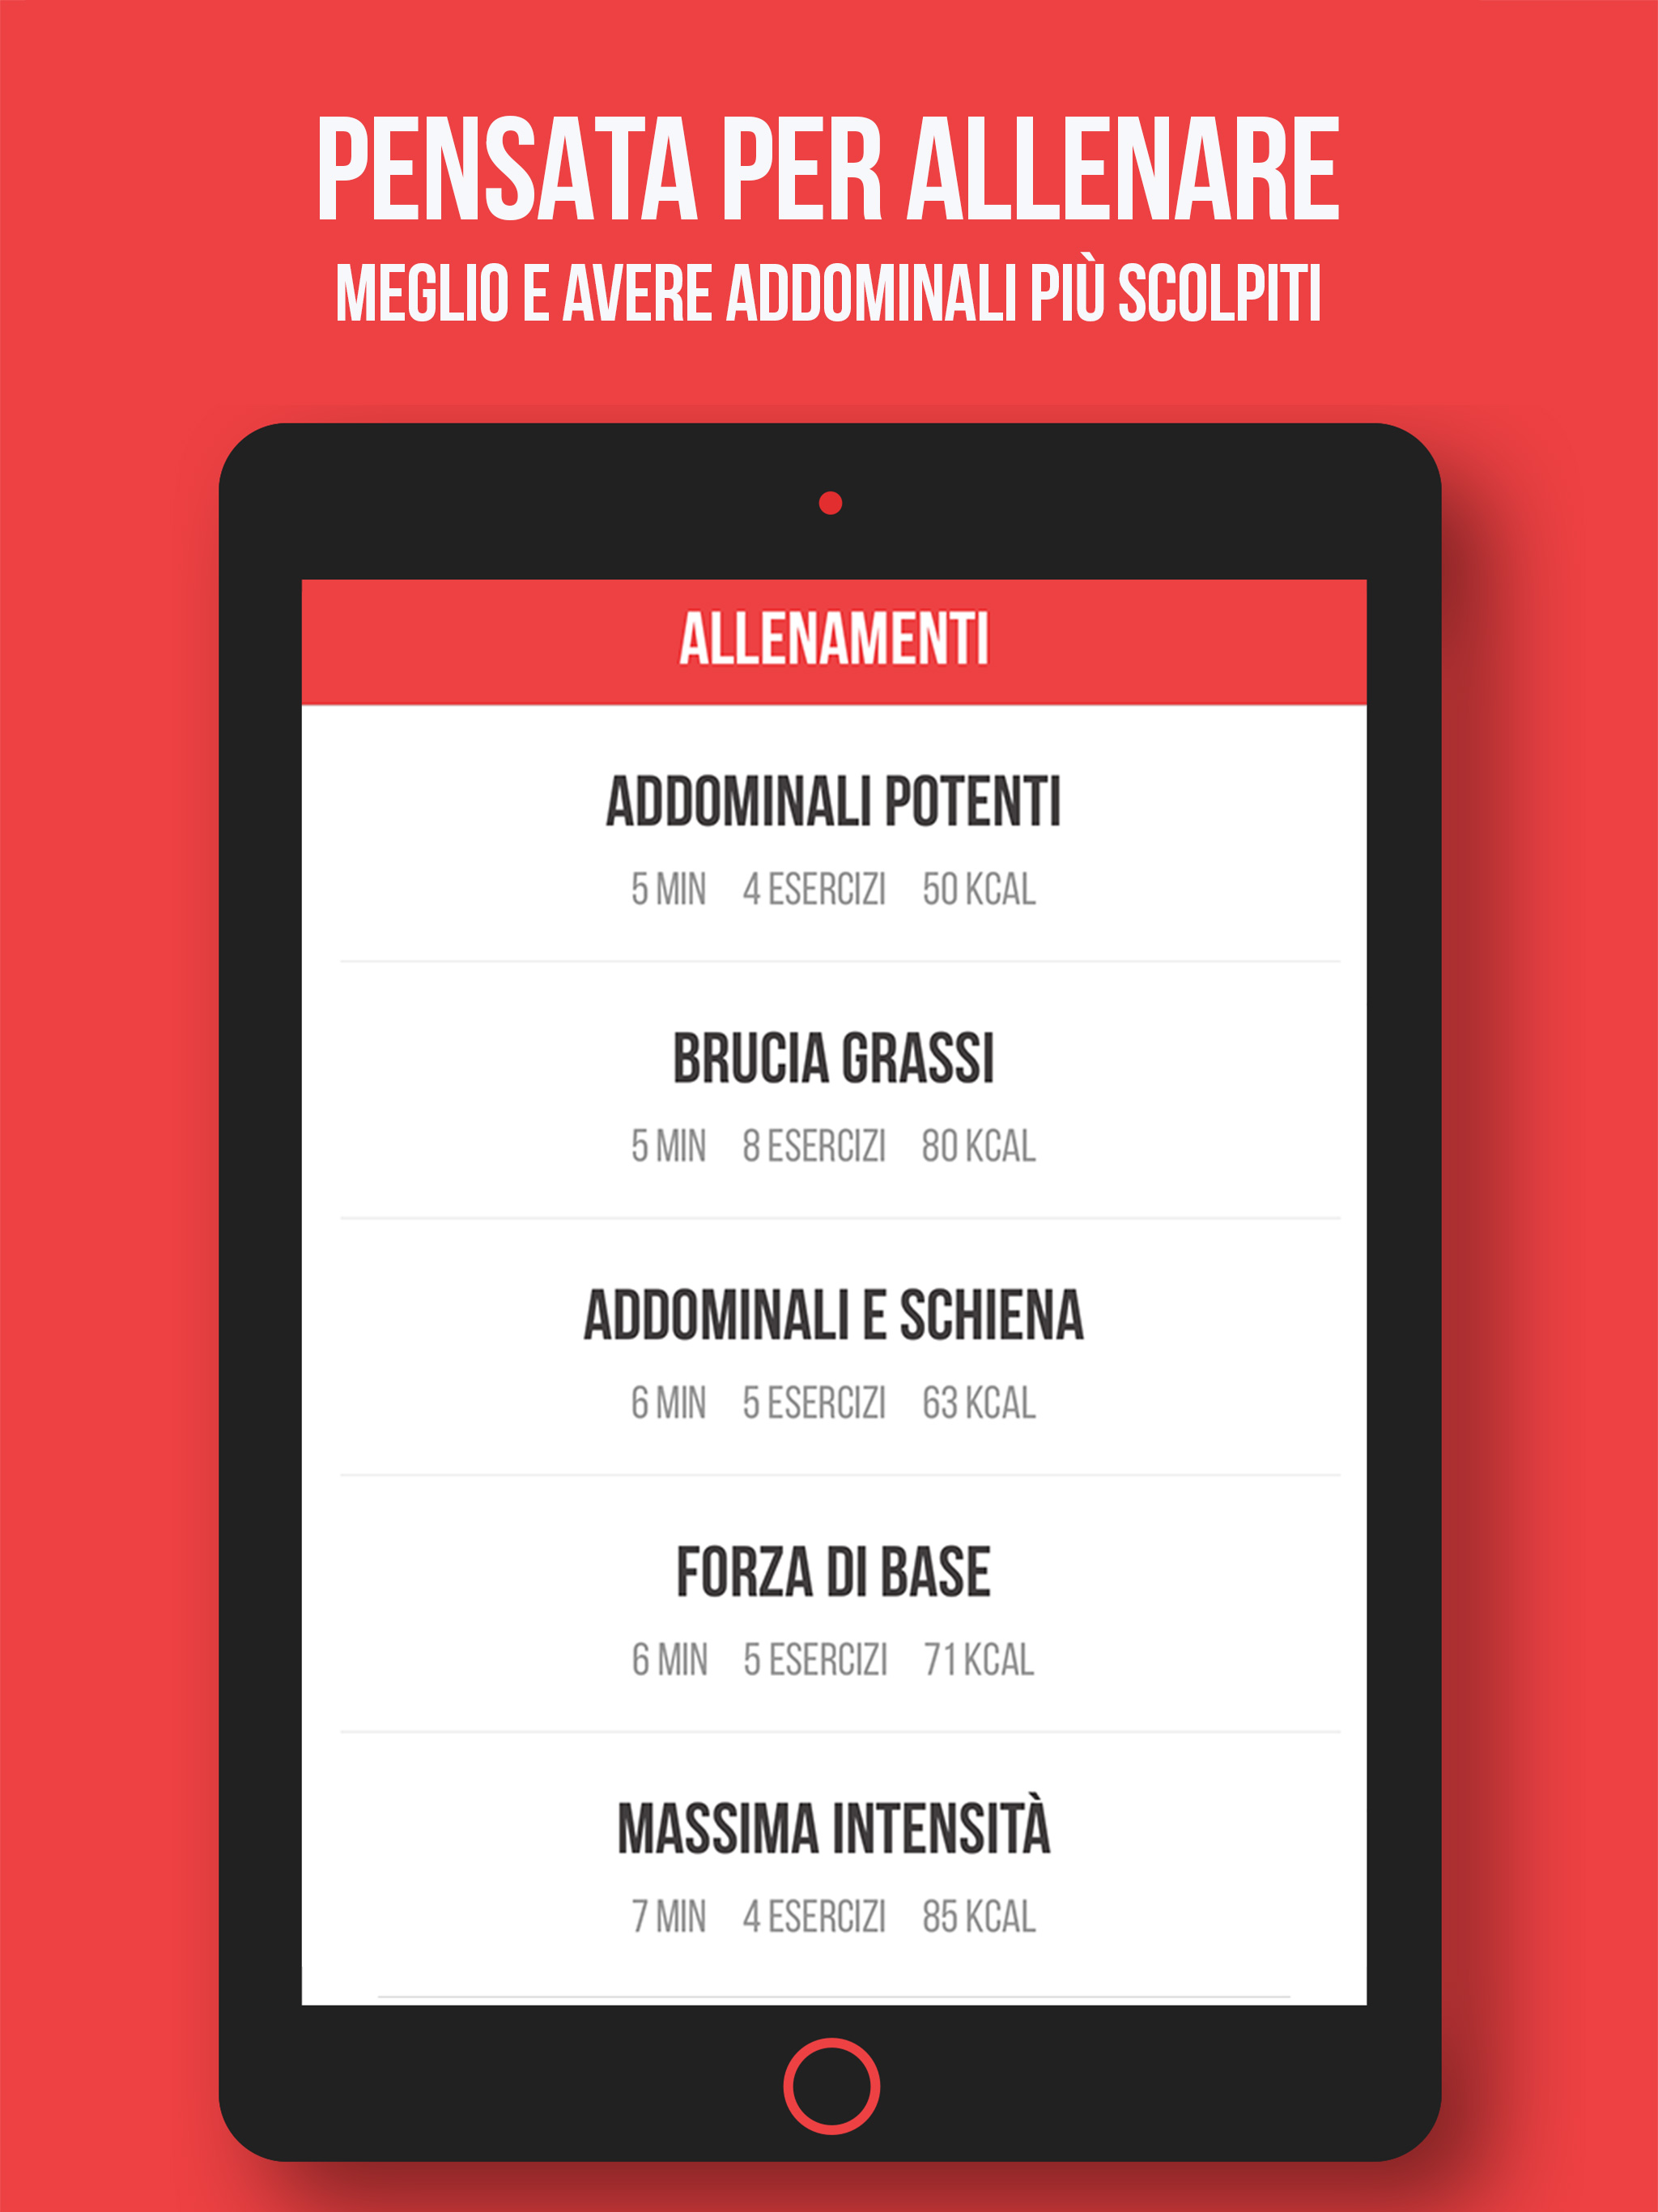 PENSATA PER ALLENARE
MEGLIO E AVERE ADDOMINALI PIÙ SCOLPITI
ALLENAMENTI
ADDOMINALI POTENTI
5 MIN 4 ESERCIZI 50 KCAL
BRUCIA GRASSI
5 MIN 8 ESERCIZI 80 KCAL
ADDOMINALI E SCHIENA
6 MIN 5 ESERCIZI 63 KCAL
FORZA DI BASE
6 MIN 5 ESERCIZI 71 KCAL
MASSIMA INTENSITÀ
7 MIN 4 ESERCIZI 85 KCAL